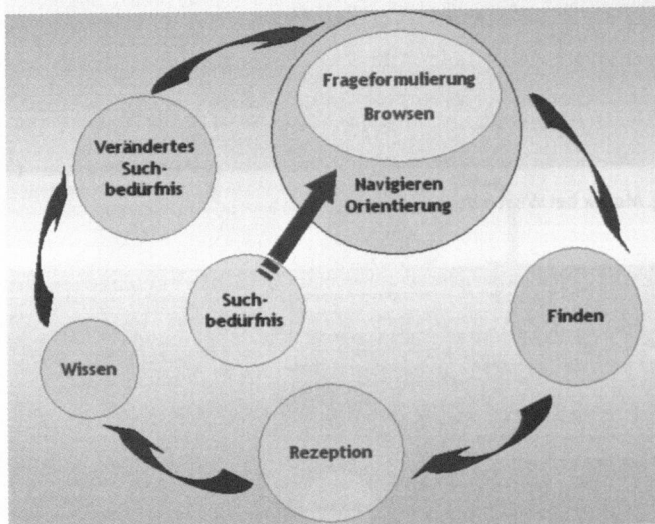 Frageformulierung
Browsen
Navigieren
Orientierung
Verändertes
Such-
bedürfnis
Such-
bedürfnis
Finden
Wissen
Rezeption